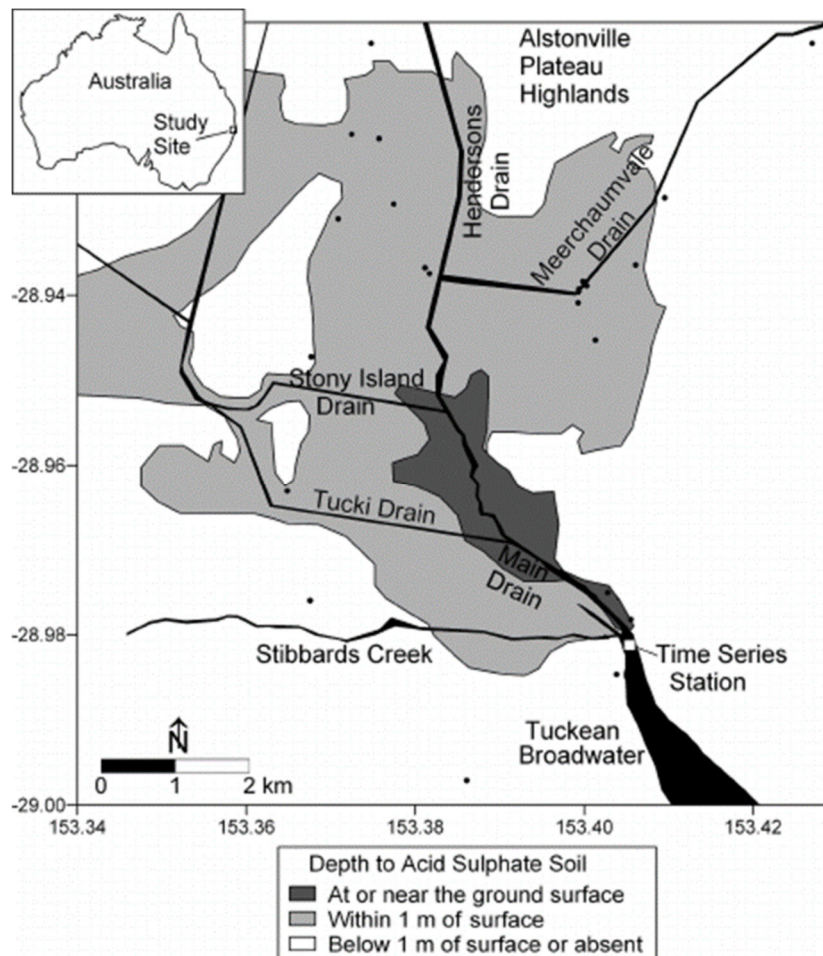 Australia
Study
Site
Alstonville
Plateau
Highlands
Hendersons
Drain
Meerchaumvale
Drain
-28.94
Stony Island
Drain
-28.96
Tucki Drain
Main
Drain
-28.98
Stibbards Creek
Time Series
Station
Tuckean
Broadwater
N
0 1 2 km
-29.00
153.34 153.36 153.38 153.40 153.42
Depth to Acid Sulphate Soil
At or near the ground surface
Within 1 m of surface
Below 1 m of surface or absent